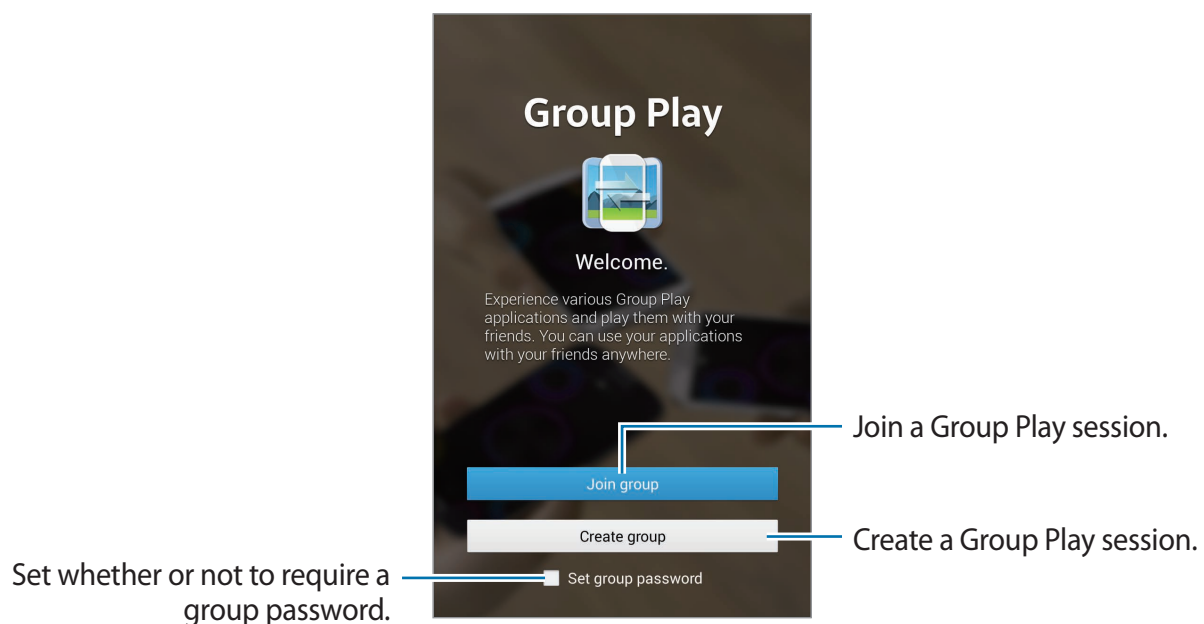 Group Play
Welcome.
Experience various Group Play
applications and play them with your
friends. You can use your applications
with your friends anywhere.
Join a Group Play session.
Join group
Create group
Create a Group Play session.
Set group password
Set whether or not to require a
group password.